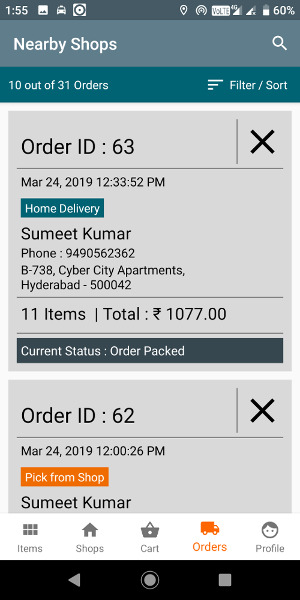 1:55
VoLTE 4G 60%
Nearby Shops
10 out of 31 Orders
Filter / Sort
Order ID : 63
Mar 24, 2019 12:33:52 PM
Home Delivery
Sumeet Kumar
Phone : 9490562362
B-738, Cyber City Apartments,
Hyderabad - 500042
11 Items | Total : ₹ 1077.00
Current Status : Order Packed
Order ID : 62
Mar 24, 2019 12:00:26 PM
Pick from Shop
Sumeet Kumar
Items Shops Cart Orders Profile